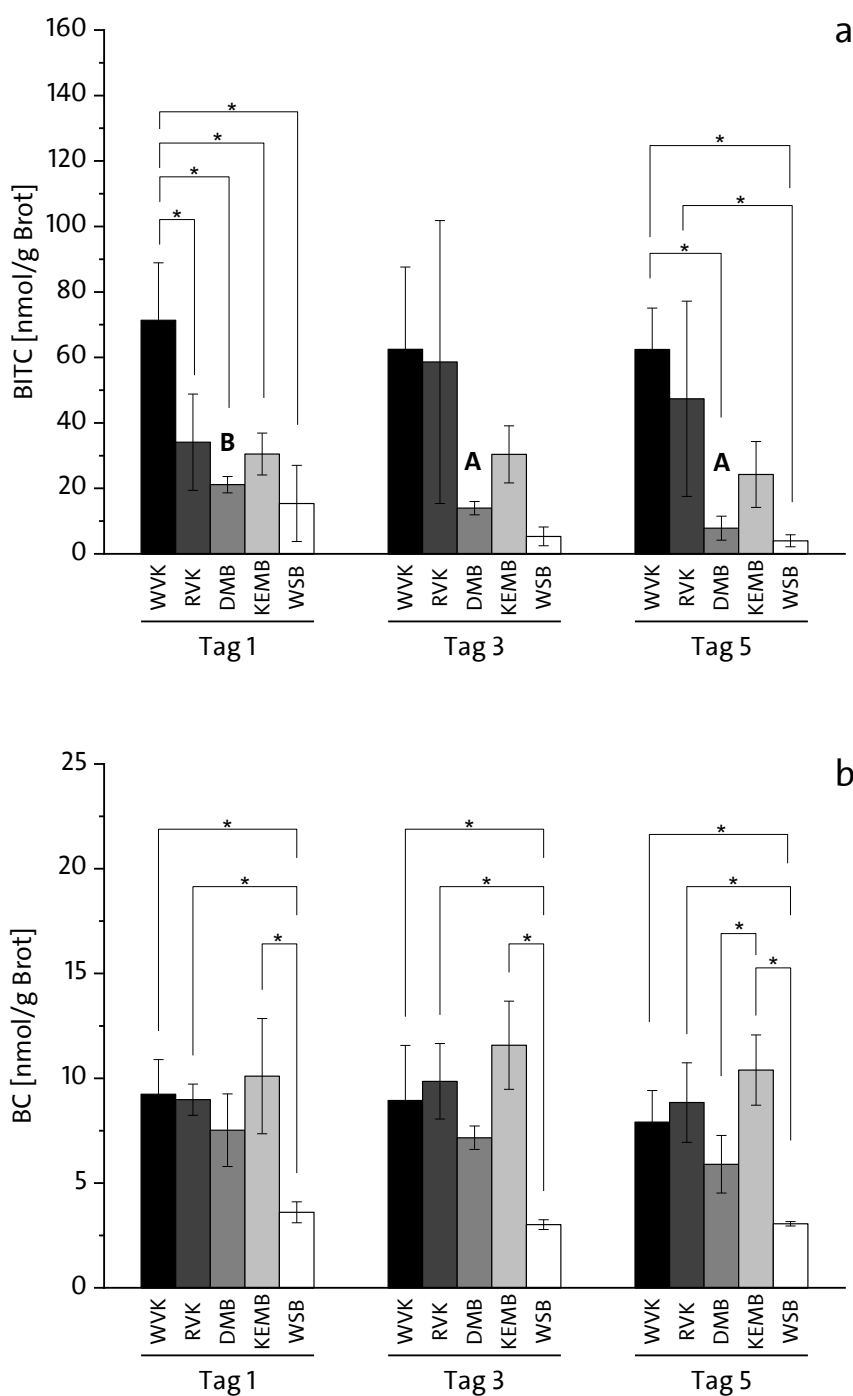 a
BITC [nmol/g Brot]
160
140
120
100
80
60
40
20
0
* * * * * * *
B A A
WVK RVK DMB KEMB WSB WVK RVK DMB KEMB WSB WVK RVK DMB KEMB WSB
Tag 1 Tag 3 Tag 5
b
BC [nmol/g Brot]
25
20
15
10
5
0
* * * * * * * * * *
WVK RVK DMB KEMB WSB WVK RVK DMB KEMB WSB WVK RVK DMB KEMB WSB
Tag 1 Tag 3 Tag 5